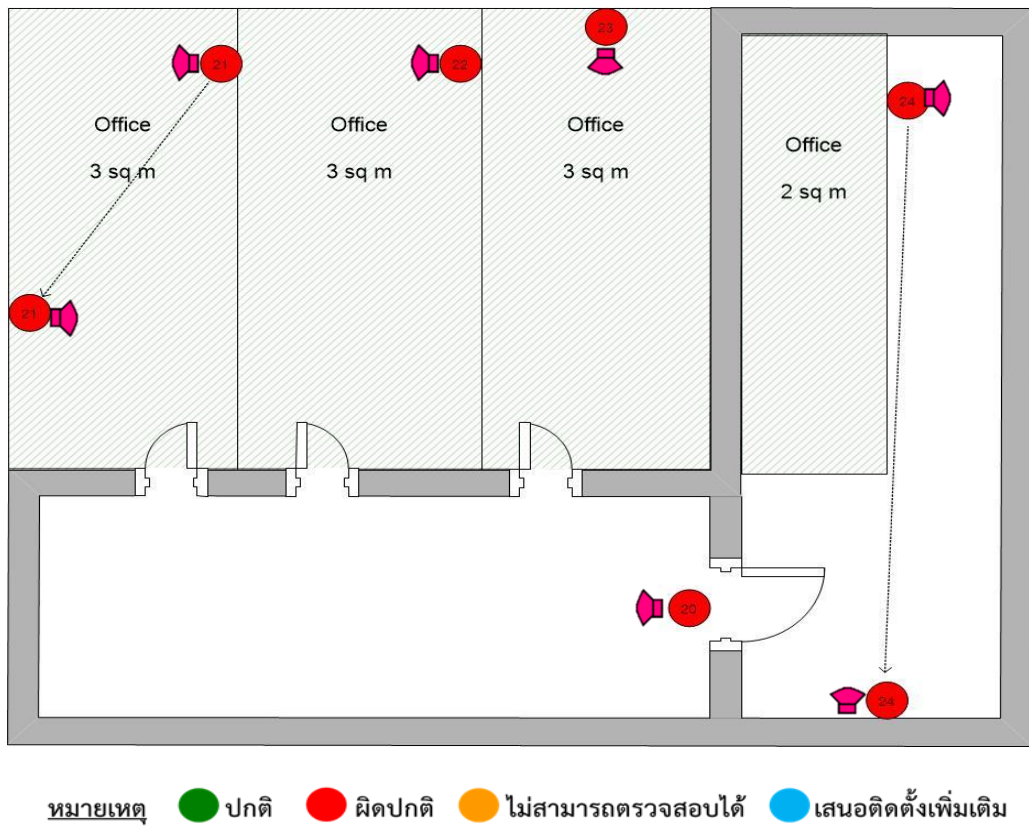 23
21
22
24
Office
Office
Office
Office
3 sq m
3 sq m
3 sq m
2 sq m
21
20
24
หมายเหตุ ปกติ ผิดปกติ ไม่สามารถตรวจสอบได้ เสนอติดตั้งเพิ่มเติม